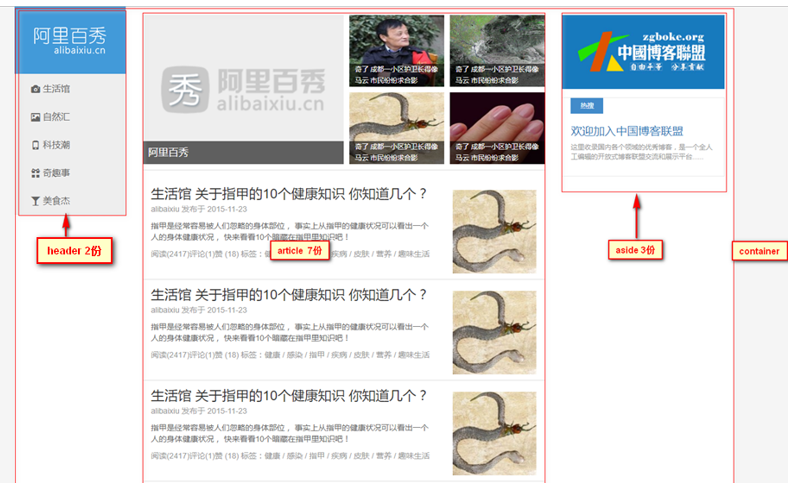 阿里百秀
alibaixiu.cn
生活馆
自然汇
科技潮
奇趣事
美食杰
header 2份
秀 阿里百秀
alibaixiu.cn
阿里百秀
奇了 成都一小区护卫长得像
马云 市民纷纷求合影
奇了 成都一小区护卫长得像
马云 市民纷纷求合影
奇了 成都一小区护卫长得像
马云 市民纷纷求合影
奇了 成都一小区护卫长得像
马云 市民纷纷求合影
生活馆 关于指甲的10个健康知识 你知道几个？
alibaixiu 发布于 2015-11-23
指甲是经常容易被人们忽略的身体部位， 事实上从指甲的健康状况可以看出一个
人的身体健康状况， 快来看看10个暗藏在指甲里知识吧！
阅读(2417)评论(1)赞 (18) 标签：健
article 7份
疾病 / 皮肤 / 营养 / 趣味生活
生活馆 关于指甲的10个健康知识 你知道几个？
alibaixiu 发布于 2015-11-23
指甲是经常容易被人们忽略的身体部位， 事实上从指甲的健康状况可以看出一个
人的身体健康状况， 快来看看10个暗藏在指甲里知识吧！
阅读(2417)评论(1)赞 (18) 标签：健康 / 感染 / 指甲 / 疾病 / 皮肤 / 营养 / 趣味生活
生活馆 关于指甲的10个健康知识 你知道几个？
alibaixiu 发布于 2015-11-23
指甲是经常容易被人们忽略的身体部位， 事实上从指甲的健康状况可以看出一个
人的身体健康状况， 快来看看10个暗藏在指甲里知识吧！
阅读(2417)评论(1)赞 (18) 标签：健康 / 感染 / 指甲 / 疾病 / 皮肤 / 营养 / 趣味生活
zgboke.org
中國博客聯盟
自由平等 分享贡献
热搜
欢迎加入中国博客联盟
这里收录国内各个领域的优秀博客，是一个全人
工编辑的开放式博客联盟交流和展示平台......
aside 3份
container